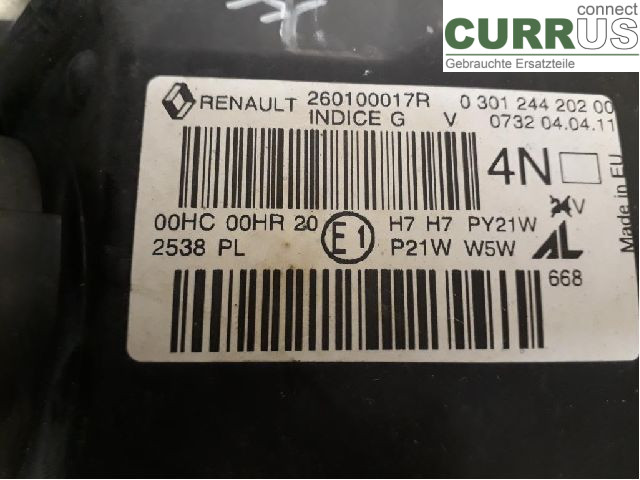 connect
CURRUS
Gebrauchte Ersatzteile
RENAULT 260100017R 0 301 244 202 00
INDICE G V 0732 04.04.11
4N
00HC 00HR 20 E1 H7 H7 PY21W V
2538 PL P21W W5W AL
668
Made in EU